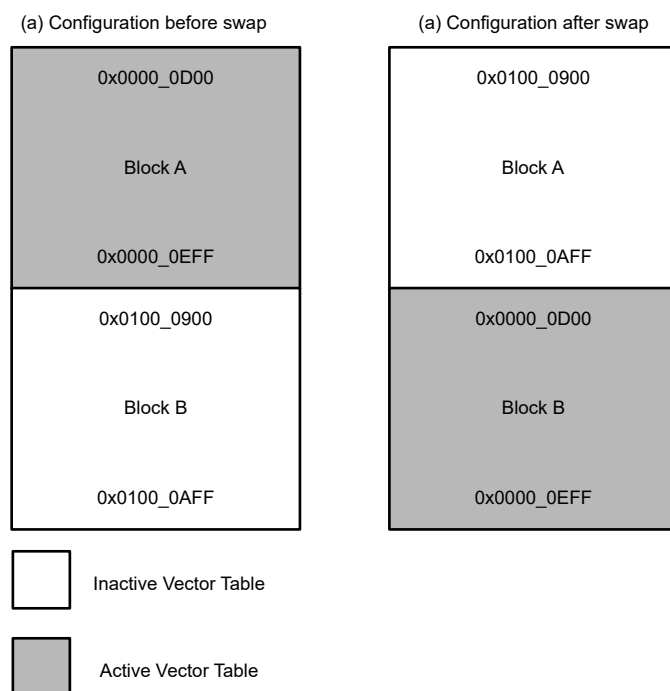 (a) Configuration before swap
0x0000_0D00
Block A
0x0000_0EFF
0x0100_0900
Block B
0x0100_0AFF
(a) Configuration after swap
0x0100_0900
Block A
0x0100_0AFF
0x0000_0D00
Block B
0x0000_0EFF
Inactive Vector Table
Active Vector Table